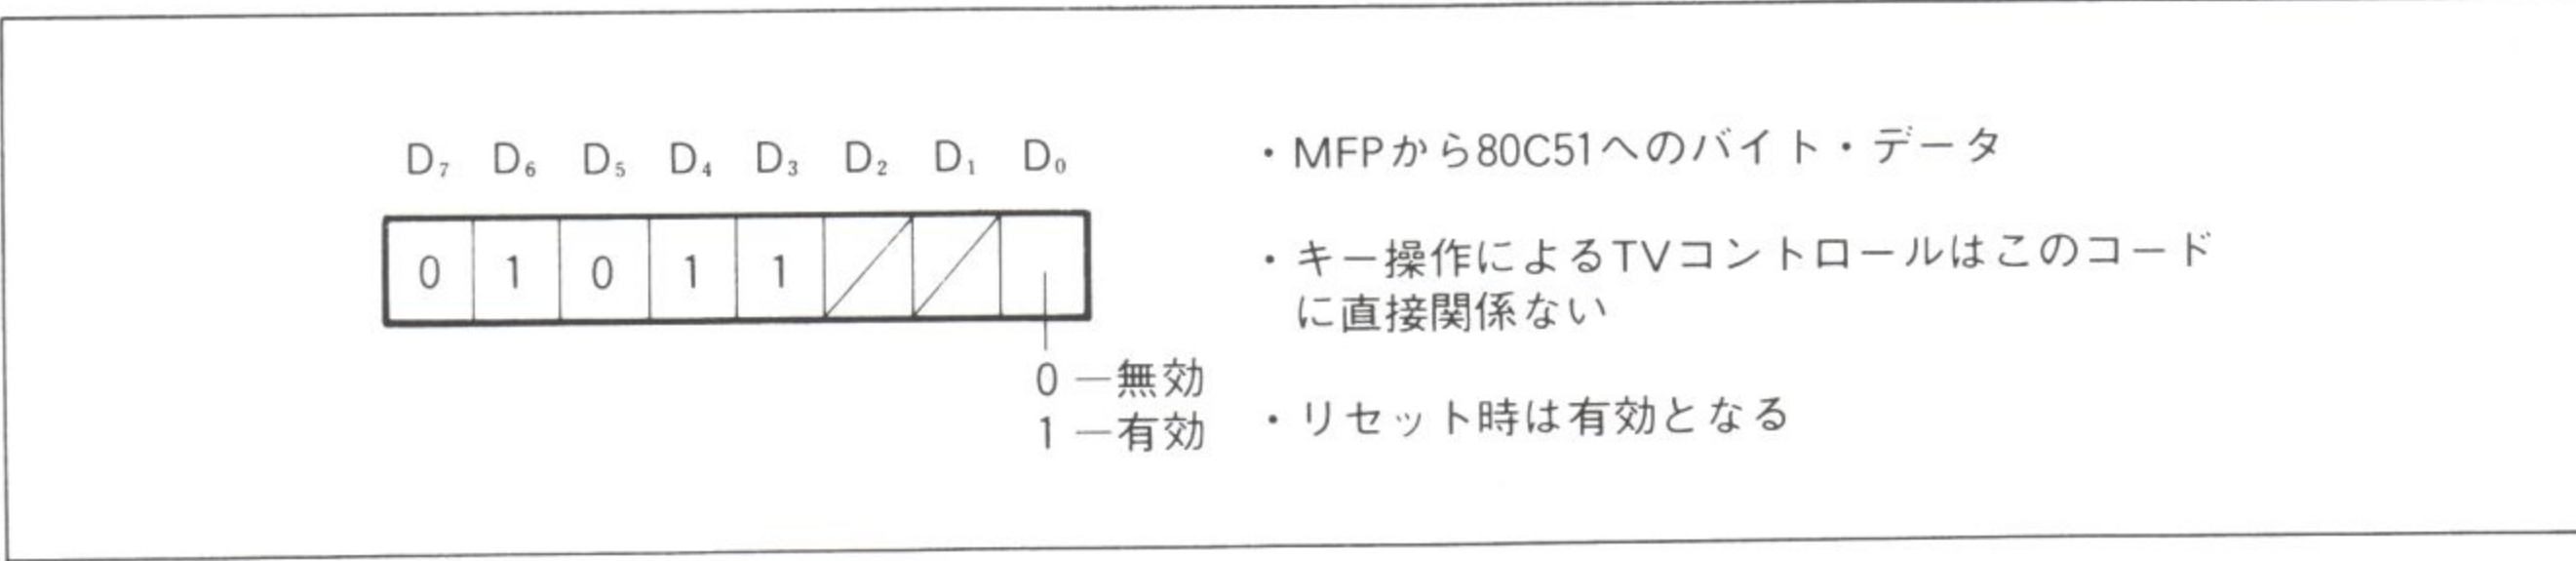 D₇ D₆ D₅ D₄ D₃ D₂ D₁ D₀
0 1 0 1 1
0 ー無効
1 ー有効
・MFPから80C51へのバイト・データ
・キー操作によるTVコントロールはこのコード
に直接関係ない
・リセット時は有効となる